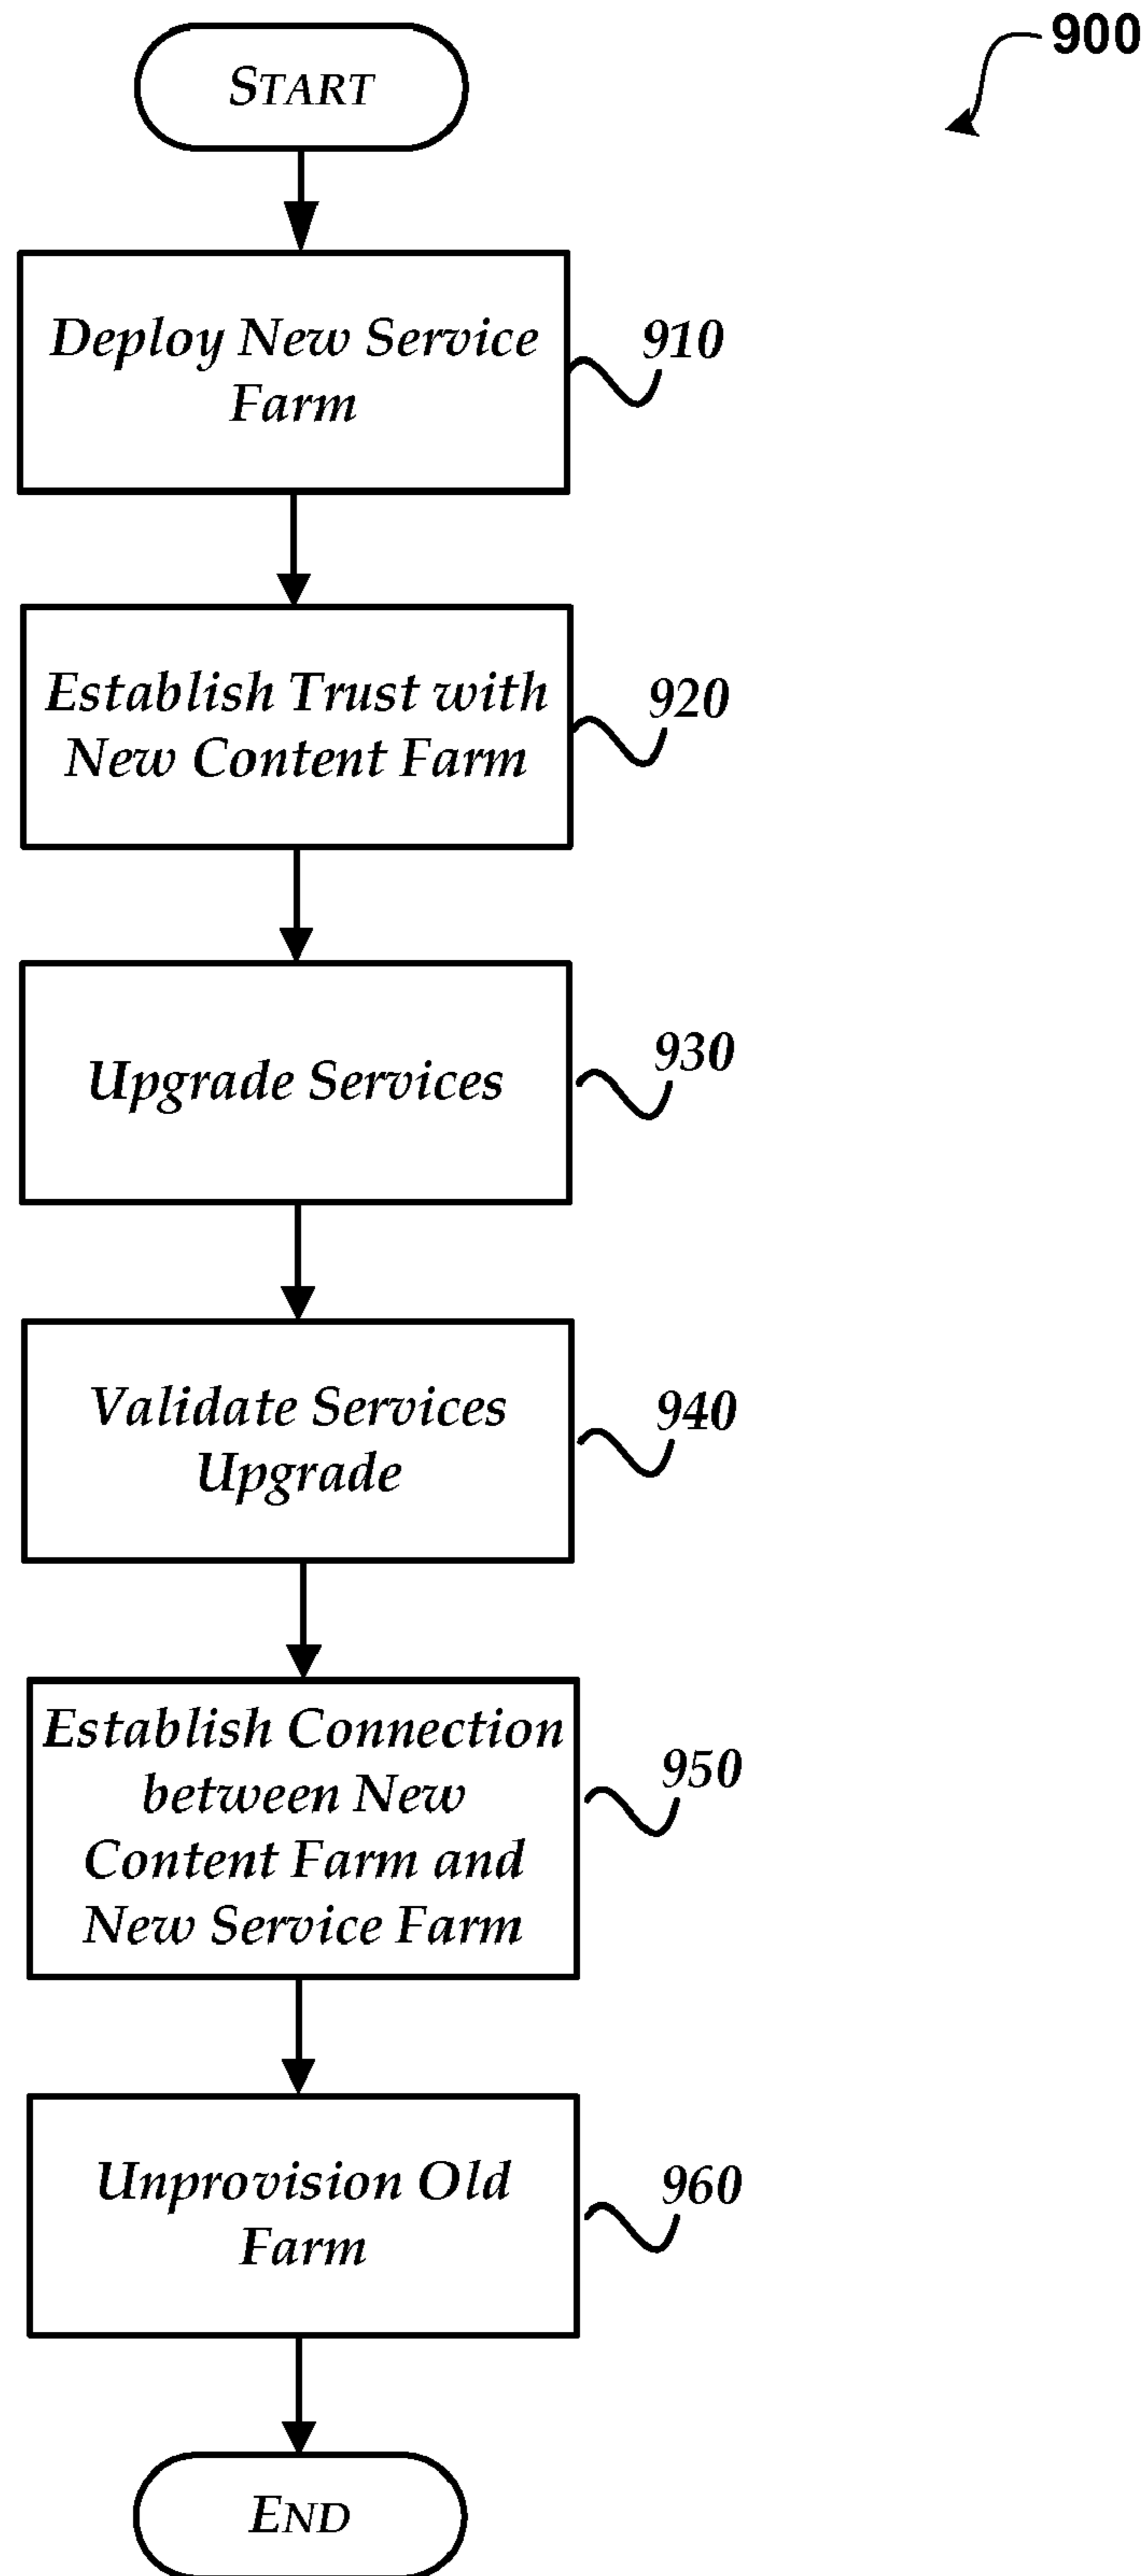 900
START
Deploy New Service
Farm
910
Establish Trust with
New Content Farm
920
Upgrade Services
930
Validate Services
Upgrade
940
Establish Connection
between New
Content Farm and
New Service Farm
950
Unprovision Old
Farm
960
END